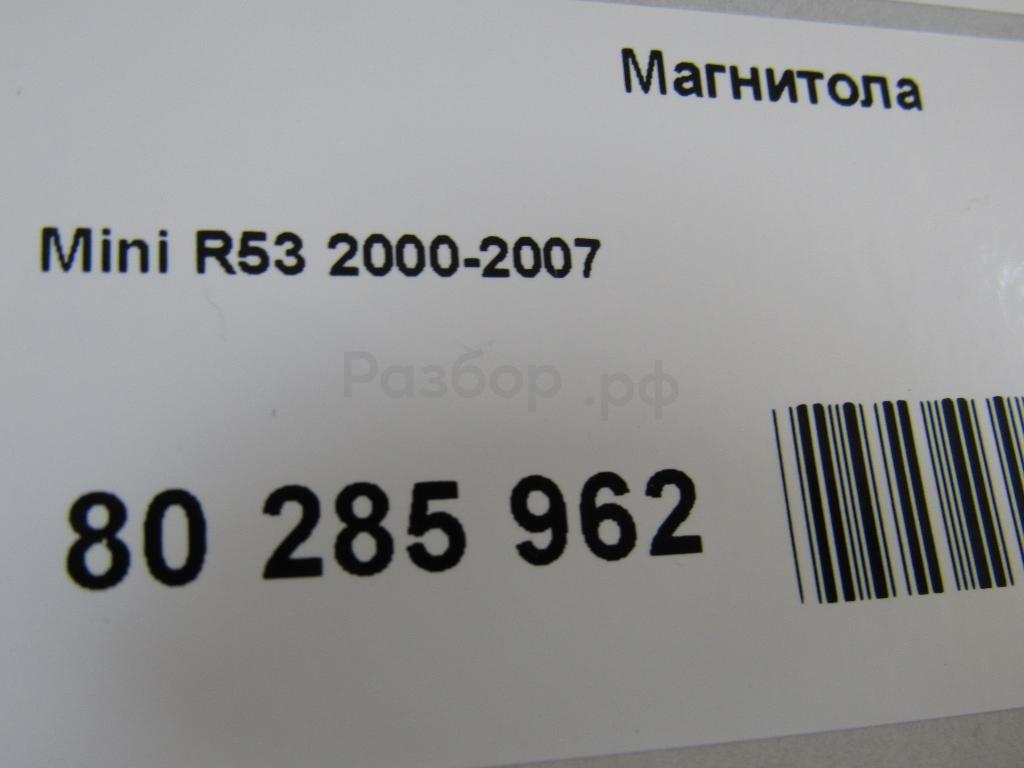 Магнитола
Mini R53 2000-2007
Разбор.рф
80 285 962